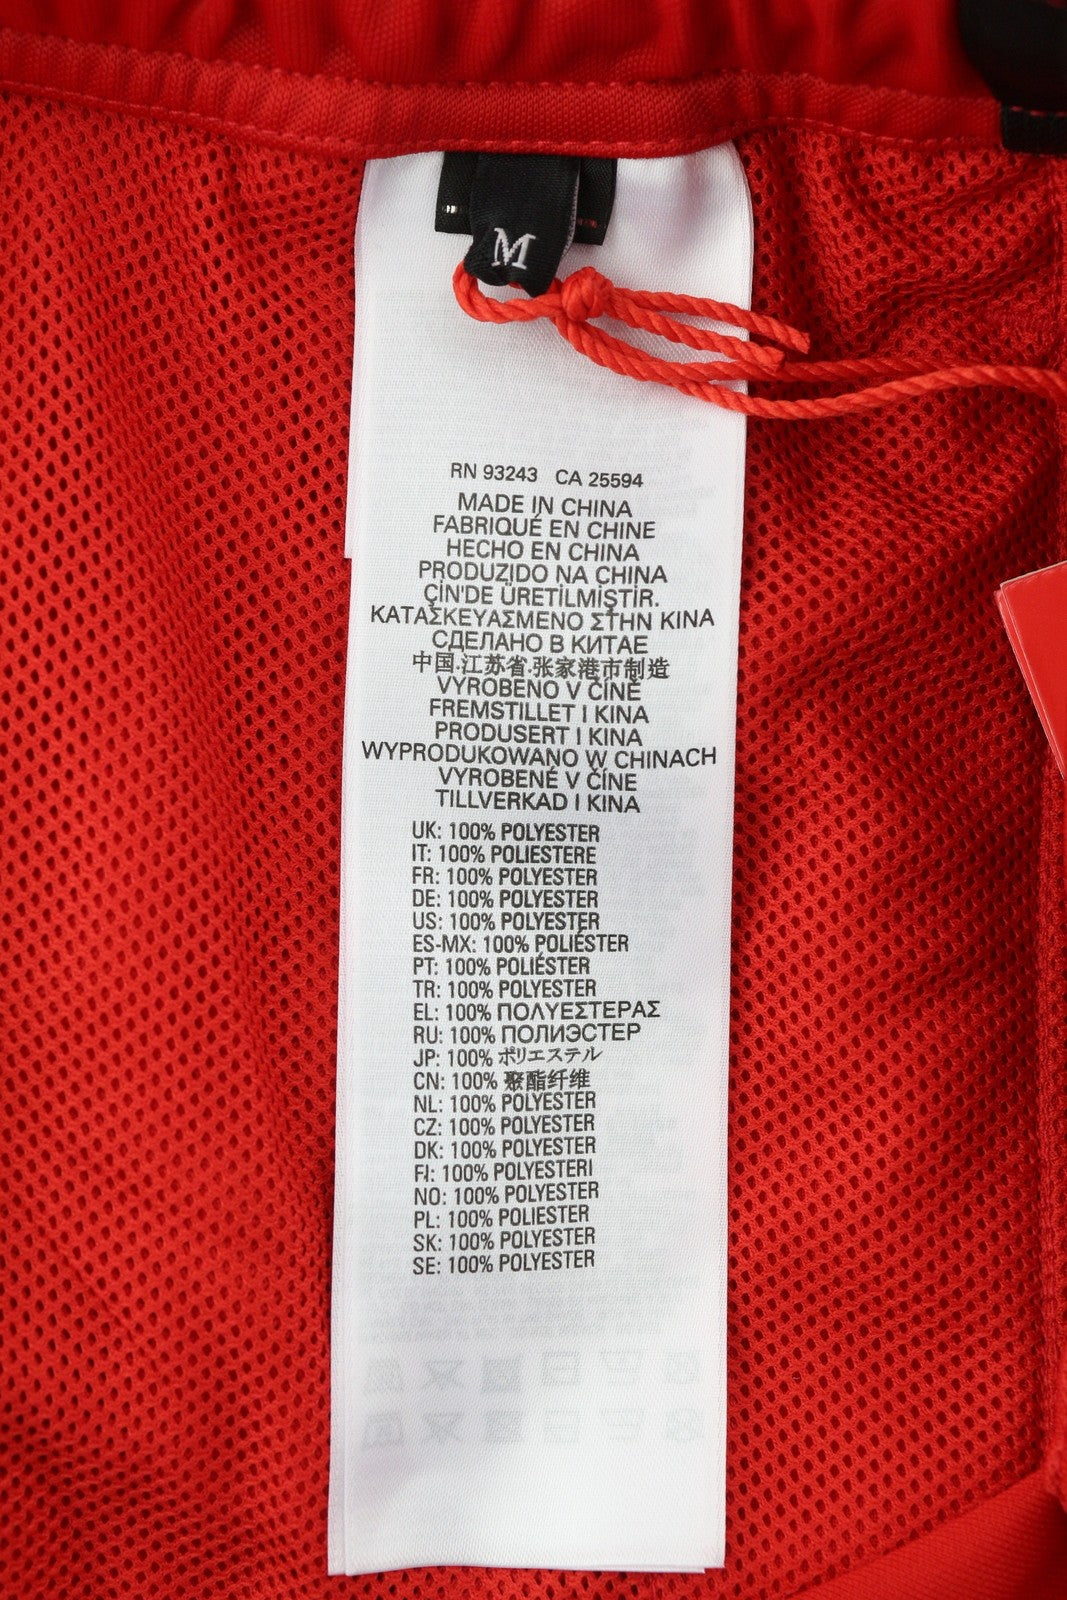 M
RN 93243 CA 25594
MADE IN CHINA
FABRIQUÉ EN CHINE
HECHO EN CHINA
PRODUZIDO NA CHINA
ÇİN'DE ÜRETİLMİŞTİR.
ΚΑΤΑΣΚΕΥΑΣΜΕΝΟ ΣΤΗΝ ΚΙΝΑ
СДЕЛАНО В КИТАЕ
中国.江苏省.张家港市制造
VYROBENO V ČÍNĚ
FREMSTILLET I KINA
PRODUSERT I KINA
WYPRODUKOWANO W CHINACH
VYROBENÉ V ČÍNE
TILLVERKAD I KINA
UK: 100% POLYESTER
IT: 100% POLIESTERE
FR: 100% POLYESTER
DE: 100% POLYESTER
US: 100% POLYESTER
ES-MX: 100% POLIÉSTER
PT: 100% POLIÉSTER
TR: 100% POLYESTER
EL: 100% ΠΟΛΥΕΣΤΕΡΑΣ
RU: 100% ПОЛИЭСТЕР
JP: 100% ポリエステル
CN: 100% 聚酯纤维
NL: 100% POLYESTER
CZ: 100% POLYESTER
DK: 100% POLYESTER
FI: 100% POLYESTERI
NO: 100% POLYESTER
PL: 100% POLIESTER
SK: 100% POLYESTER
SE: 100% POLYESTER